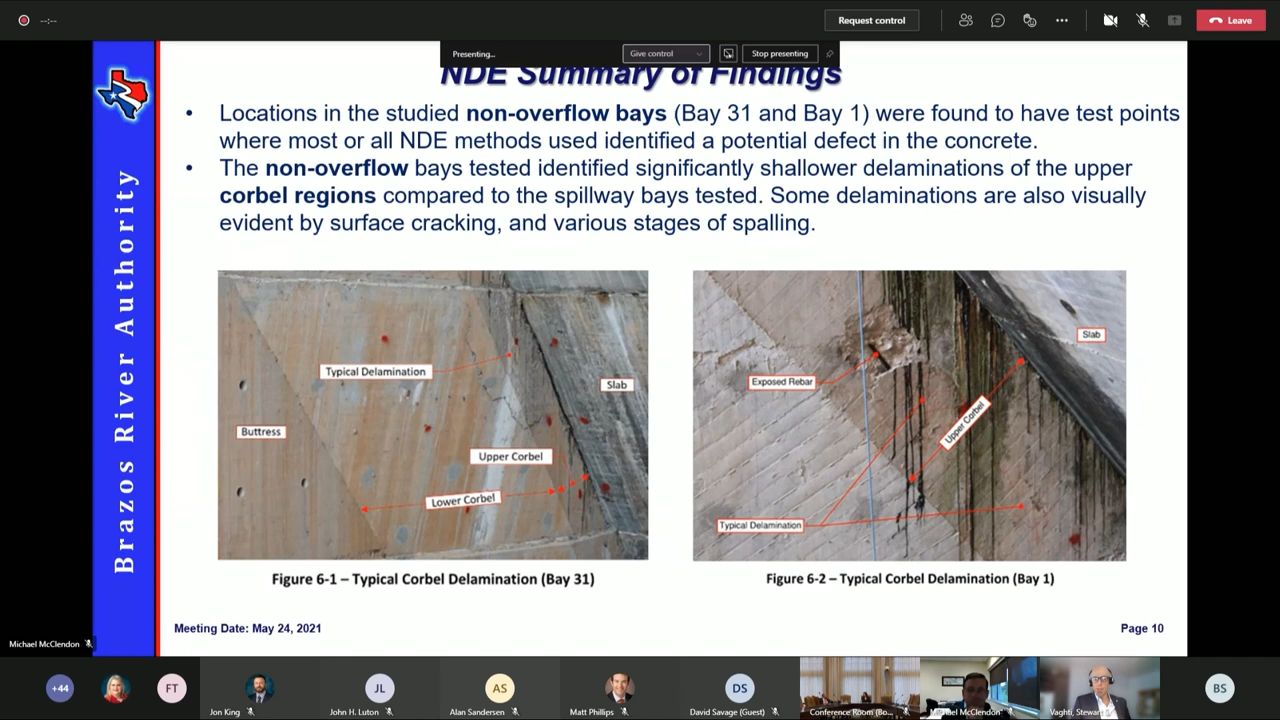 --:--
Request control
Leave
Presenting...
Give control
Stop presenting
NDE Summary of Findings
• Locations in the studied non-overflow bays (Bay 31 and Bay 1) were found to have test points
where most or all NDE methods used identified a potential defect in the concrete.
• The non-overflow bays tested identified significantly shallower delaminations of the upper
corbel regions compared to the spillway bays tested. Some delaminations are also visually
evident by surface cracking, and various stages of spalling.
Brazos River Authority
Typical Delamination
Slab
Buttress
Upper Corbel
Lower Corbel
Slab
Exposed Rebar
Upper Corbel
Typical Delamination
Figure 6-1 – Typical Corbel Delamination (Bay 31)
Figure 6-2 – Typical Corbel Delamination (Bay 1)
Meeting Date: May 24, 2021
Page 10
Michael McClendon
+44
FT
Jon King
JL
John H. Luton
AS
Alan Sandersen
Matt Phillips
DS
David Savage (Guest)
Conference Room (Bo...
Michael McClendon
Vaghti, Stewart
BS